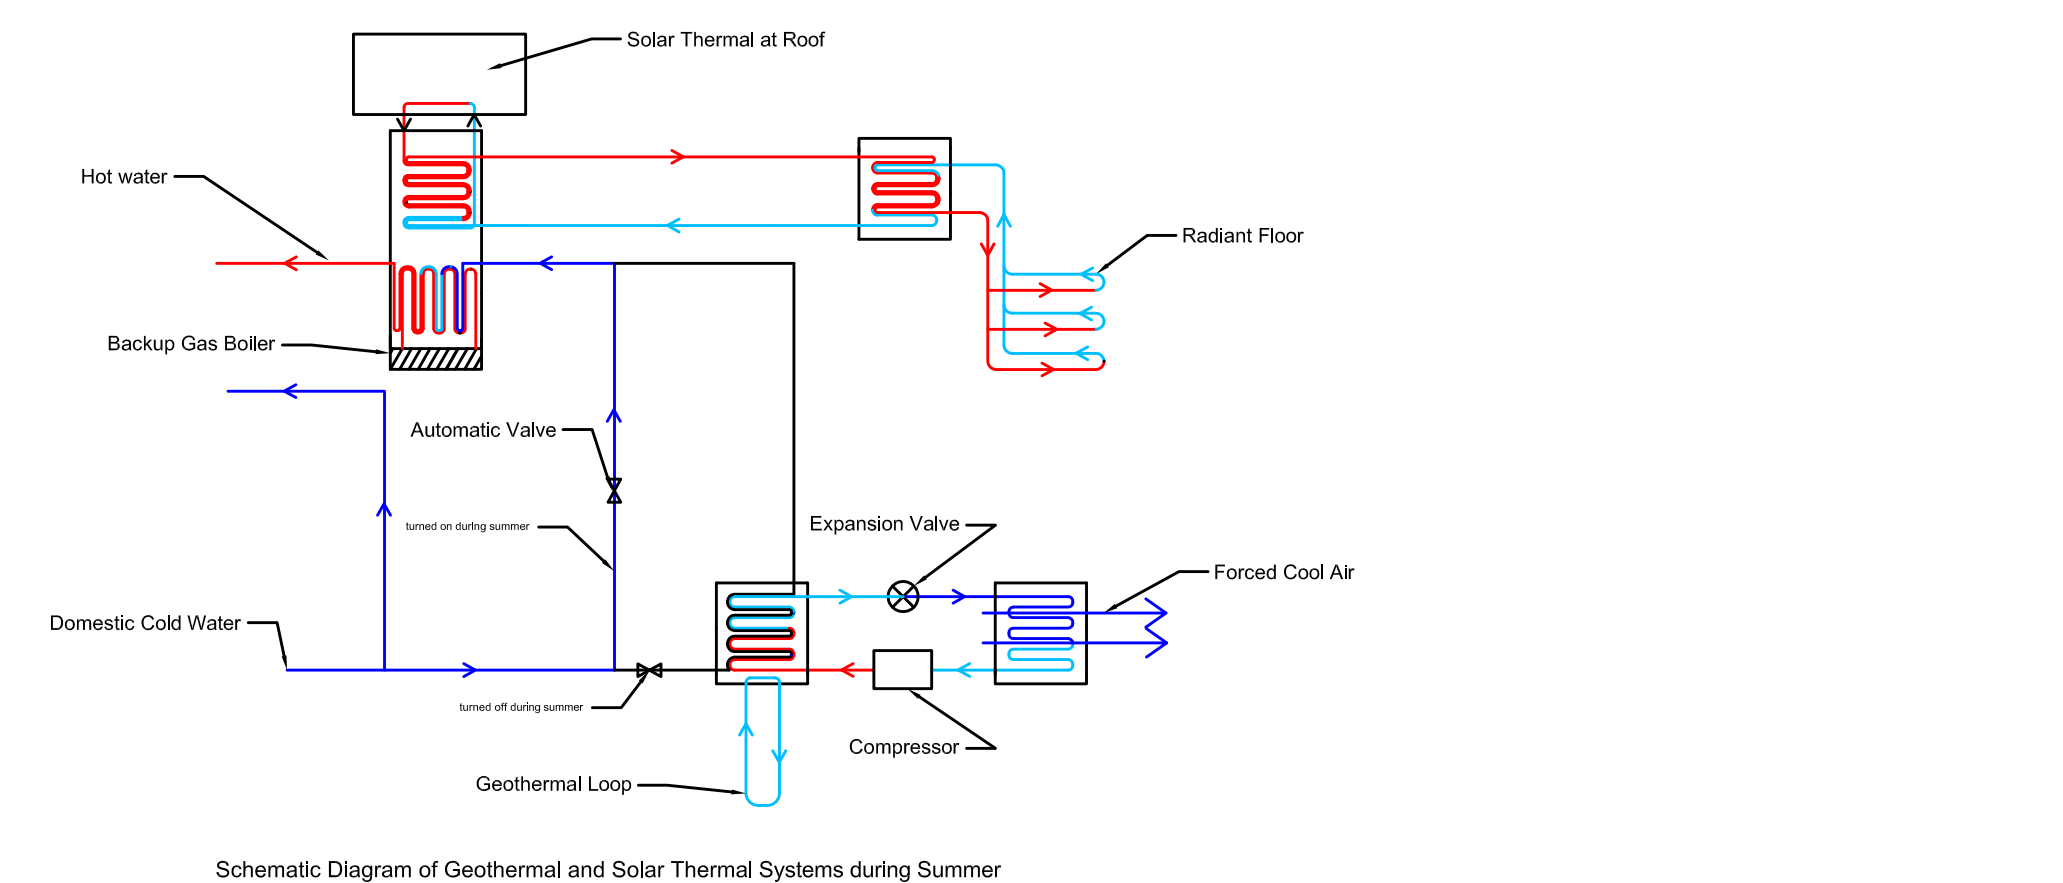 Solar Thermal at Roof
Hot water
Radiant Floor
Backup Gas Boiler
Automatic Valve
turned on during summer
Expansion Valve
Forced Cool Air
Domestic Cold Water
turned off during summer
Compressor
Geothermal Loop
Schematic Diagram of Geothermal and Solar Thermal Systems during Summer